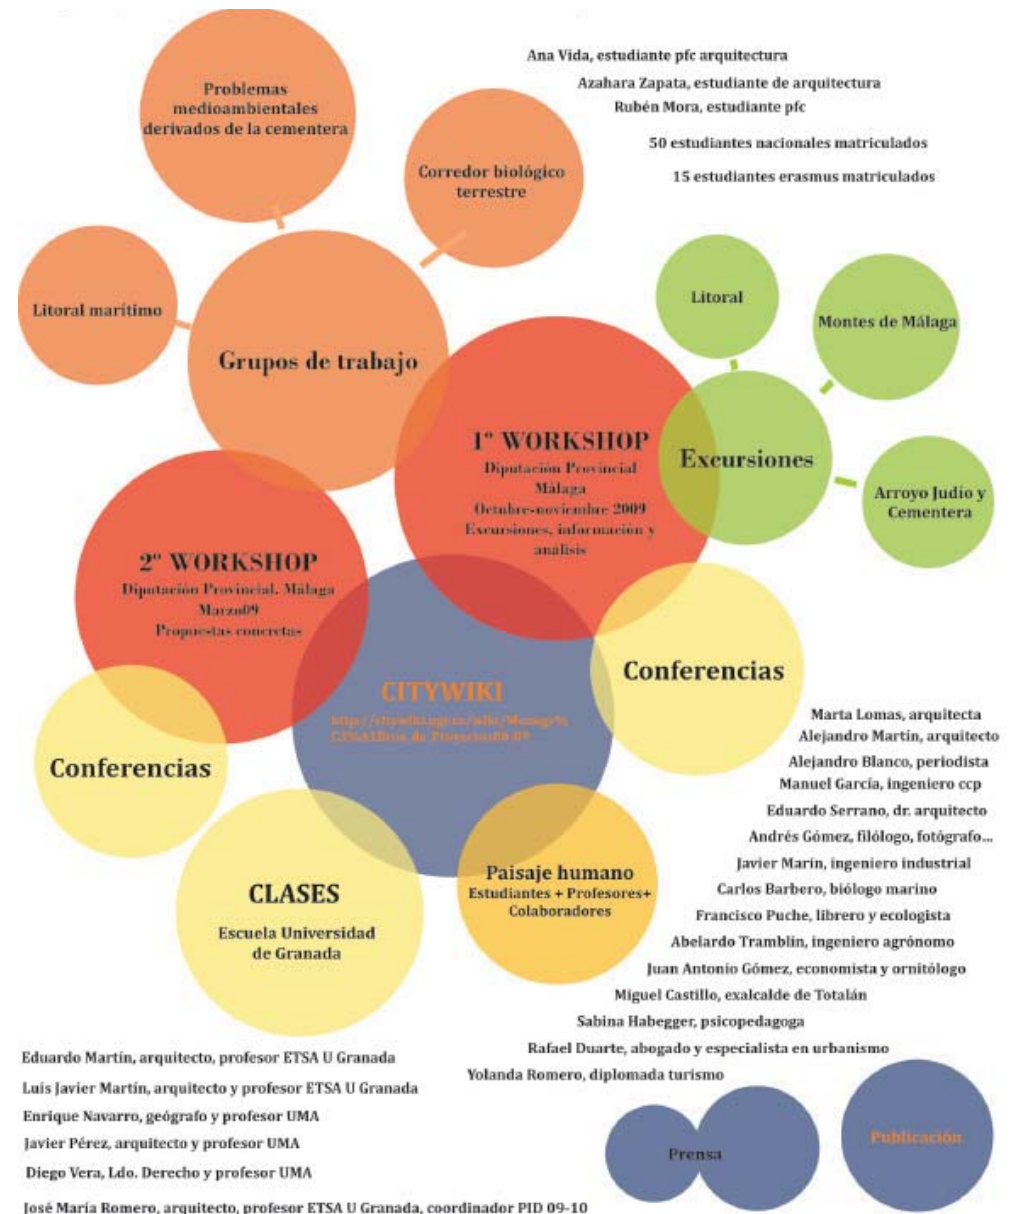 Ana Vida, estudiante pfc arquitectura
Azahara Zapata, estudiante de arquitectura
Rubén Mora, estudiante pfc
50 estudiantes nacionales matriculados
15 estudiantes erasmus matriculados
Problemas
medioambientales
derivados de la cementera
Corredor biológico
terrestre
Litoral marítimo
Grupos de trabajo
Litoral
Montes de Málaga
Excursiones
Arroyo Judío y
Cementera
1º WORKSHOP
Diputación Provincial
Málaga
Octubre-noviembre 2009
Excursiones, información y
análisis
2º WORKSHOP
Diputación Provincial. Málaga
Marzo09
Propuestas concretas
CITYWIKI
Conferencias
Conferencias
CLASES
Escuela Universidad
de Granada
Paisaje humano
Estudiantes + Profesores+
Colaboradores
Marta Lomas, arquitecta
Alejandro Martín, arquitecto
Alejandro Blanco, periodista
Manuel García, ingeniero ccp
Eduardo Serrano, dr. arquitecto
Andrés Gómez, filólogo, fotógrafo...
Javier Marín, ingeniero industrial
Carlos Barbero, biólogo marino
Francisco Puche, librero y ecologista
Abelardo Tramblín, ingeniero agrónomo
Juan Antonio Gómez, economista y ornitólogo
Miguel Castillo, exalcalde de Totalán
Sabina Habegger, psicopedagoga
Rafael Duarte, abogado y especialista en urbanismo
Yolanda Romero, diplomada turismo
Eduardo Martín, arquitecto, profesor ETSA U Granada
Luis Javier Martín, arquitecto y profesor ETSA U Granada
Enrique Navarro, geógrafo y profesor UMA
Javier Pérez, arquitecto y profesor UMA
Diego Vera, Ldo. Derecho y profesor UMA
José María Romero, arquitecto, profesor ETSA U Granada, coordinador PID 09-10
Prensa
Publicación